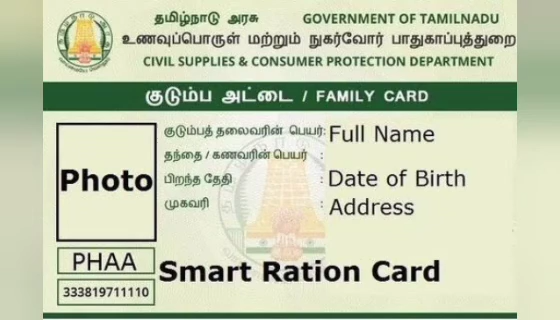 தமிழ்நாடு அரசு GOVERNMENT OF TAMILNADU
உணவுப்பொருள் மற்றும் நுகர்வோர் பாதுகாப்புத்துறை
CIVIL SUPPLIES & CONSUMER PROTECTION DEPARTMENT
குடும்ப அட்டை / FAMILY CARD
குடும்பத் தலைவரின் பெயர்: Full Name
தந்தை / கணவரின் பெயர் :
பிறந்த தேதி : Date of Birth
முகவரி : Address
Photo
PHAA
333819711110
Smart Ration Card